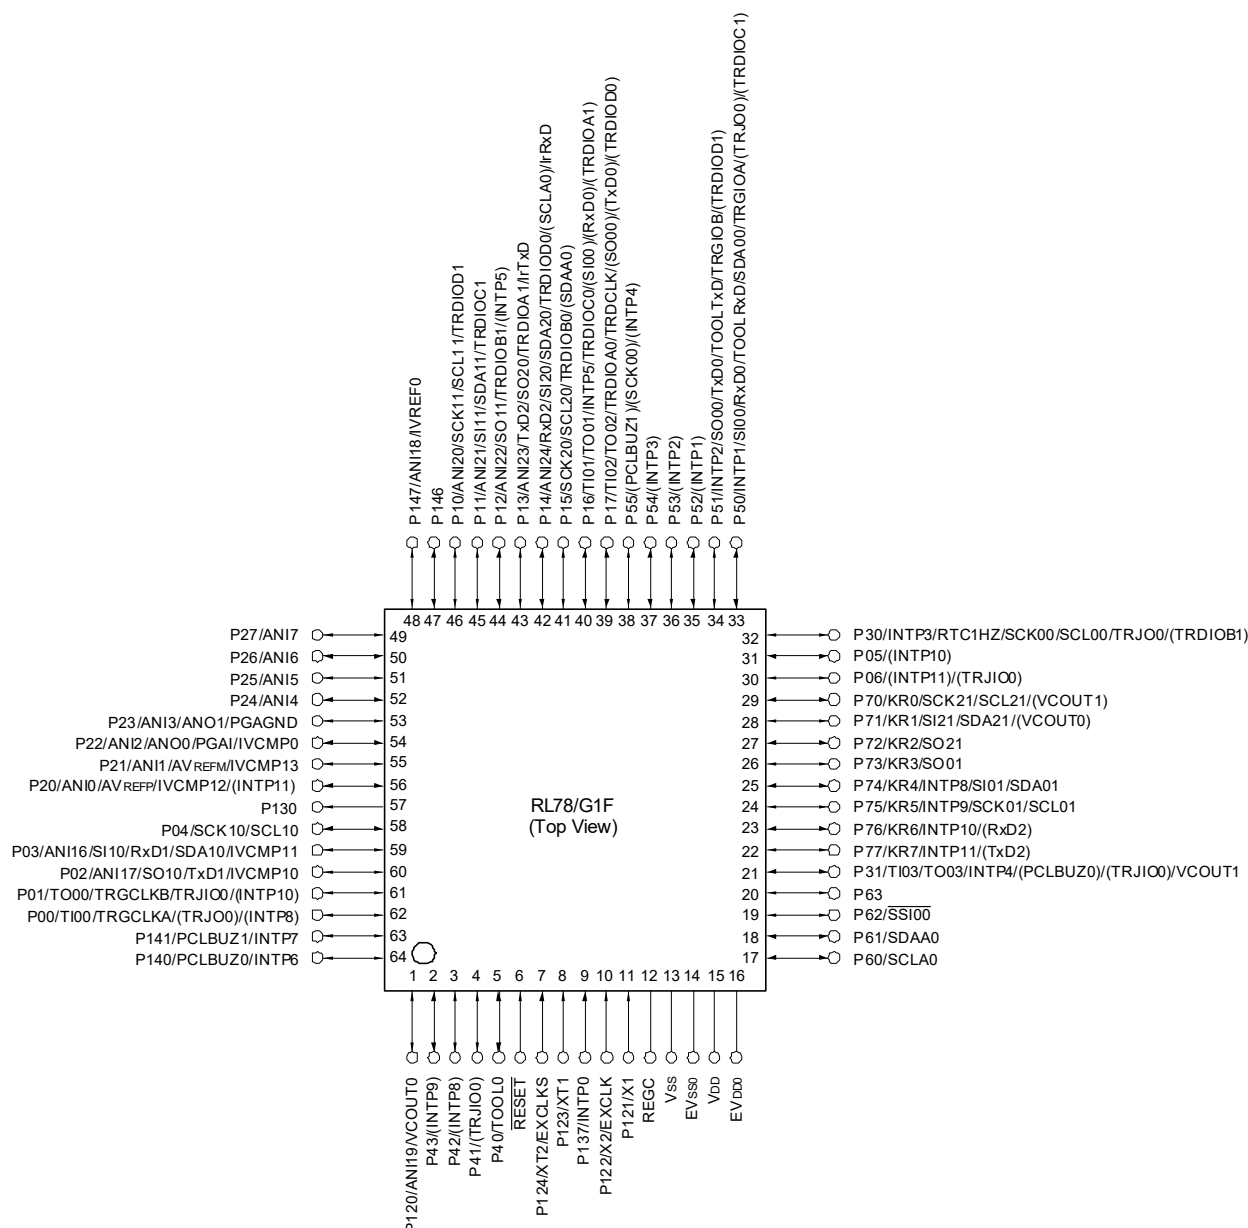 P147/ANI18/IVREF0
P146
P10/ANI20/SCK11/SCL11/TRDIOD1
P11/ANI21/SI11/SDA11/TRDIOC1
P12/ANI22/SO11/TRDIOB1/(INTP5)
P13/ANI23/TxD2/SO20/TRDIOA1/IrTxD
P14/ANI24/RxD2/SI20/SDA20/TRDIOD0/(SCLA0)/IrRxD
P15/SCK20/SCL20/TRDIOB0/(SDAA0)
P16/TI01/TO01/INTP5/TRDIOC0/(SI00)/(RxD0)/(TRDIOA1)
P17/TI02/TO02/TRDIOA0/TRDCLK/(SO00)/(TxD0)/(TRDIOD0)
P55/(PCLBUZ1)/(SCK00)/(INTP4)
P54/(INTP3)
P53/(INTP2)
P52/(INTP1)
P51/INTP2/SO00/TxD0/TOOLTxD/TRGIOB/(TRDIOD1)
P50/INTP1/SI00/RxD0/TOOLRxD/SDA00/TRGIOA/(TRJO0)/(TRDIOC1)
48 47 46 45 44 43 42 41 40 39 38 37 36 35 34 33
P27/ANI7 49
P26/ANI6 50
P25/ANI5 51
P24/ANI4 52
P23/ANI3/ANO1/PGAGND 53
P22/ANI2/ANO0/PGAI/IVCMP0 54
P21/ANI1/AVREFM/IVCMP13 55
P20/ANI0/AVREFP/IVCMP12/(INTP11) 56
P130 57
P04/SCK10/SCL10 58
P03/ANI16/SI10/RxD1/SDA10/IVCMP11 59
P02/ANI17/SO10/TxD1/IVCMP10 60
P01/TO00/TRGCLKB/TRJIO0/(INTP10) 61
P00/TI00/TRGCLKA/(TRJO0)/(INTP8) 62
P141/PCLBUZ1/INTP7 63
P140/PCLBUZ0/INTP6 64
RL78/G1F
(Top View)
32 P30/INTP3/RTC1HZ/SCK00/SCL00/TRJO0/(TRDIOB1)
31 P05/(INTP10)
30 P06/(INTP11)/(TRJIO0)
29 P70/KR0/SCK21/SCL21/(VCOUT1)
28 P71/KR1/SI21/SDA21/(VCOUT0)
27 P72/KR2/SO21
26 P73/KR3/SO01
25 P74/KR4/INTP8/SI01/SDA01
24 P75/KR5/INTP9/SCK01/SCL01
23 P76/KR6/INTP10/(RxD2)
22 P77/KR7/INTP11/(TxD2)
21 P31/TI03/TO03/INTP4/(PCLBUZ0)/(TRJIO0)/VCOUT1
20 P63
19 P62/SSI00
18 P61/SDAA0
17 P60/SCLA0
1 2 3 4 5 6 7 8 9 10 11 12 13 14 15 16
P120/ANI19/VCOUT0
P43/(INTP9)
P42/(INTP8)
P41/(TRJIO0)
P40/TOOL0
RESET
P124/XT2/EXCLKS
P123/XT1
P137/INTP0
P122/X2/EXCLK
P121/X1
REGC
VSS
EVSS0
VDD
EVDD0